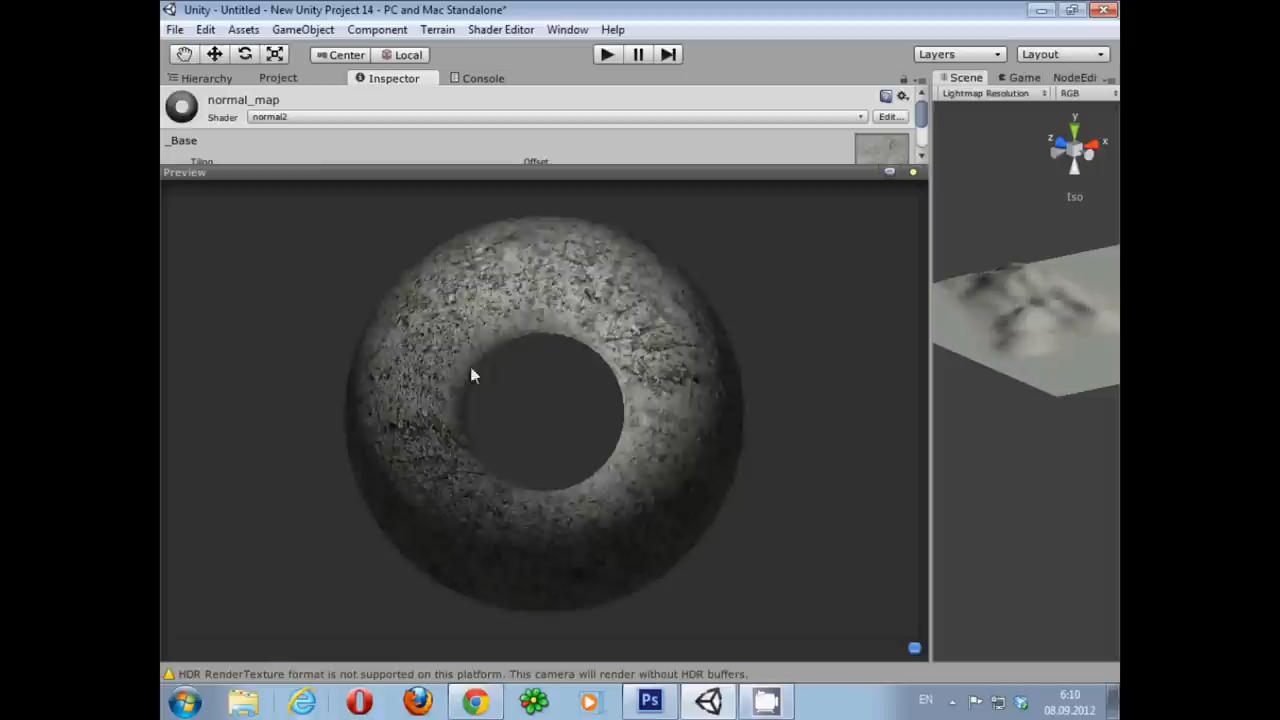 Unity - Untitled - New Unity Project 14 - PC and Mac Standalone*
File Edit Assets GameObject Component Terrain Shader Editor Window Help
Center Local Layers Layout
Hierarchy Project Inspector Console Scene Game NodeEdi
normal_map Lightmap Resolution RGB
Shader normal2 Edit...
_Base
Tiling Offset
Preview
y
z x
Iso
HDR RenderTexture format is not supported on this platform. This camera will render without HDR buffers.
Ps EN 6:10
08.09.2012